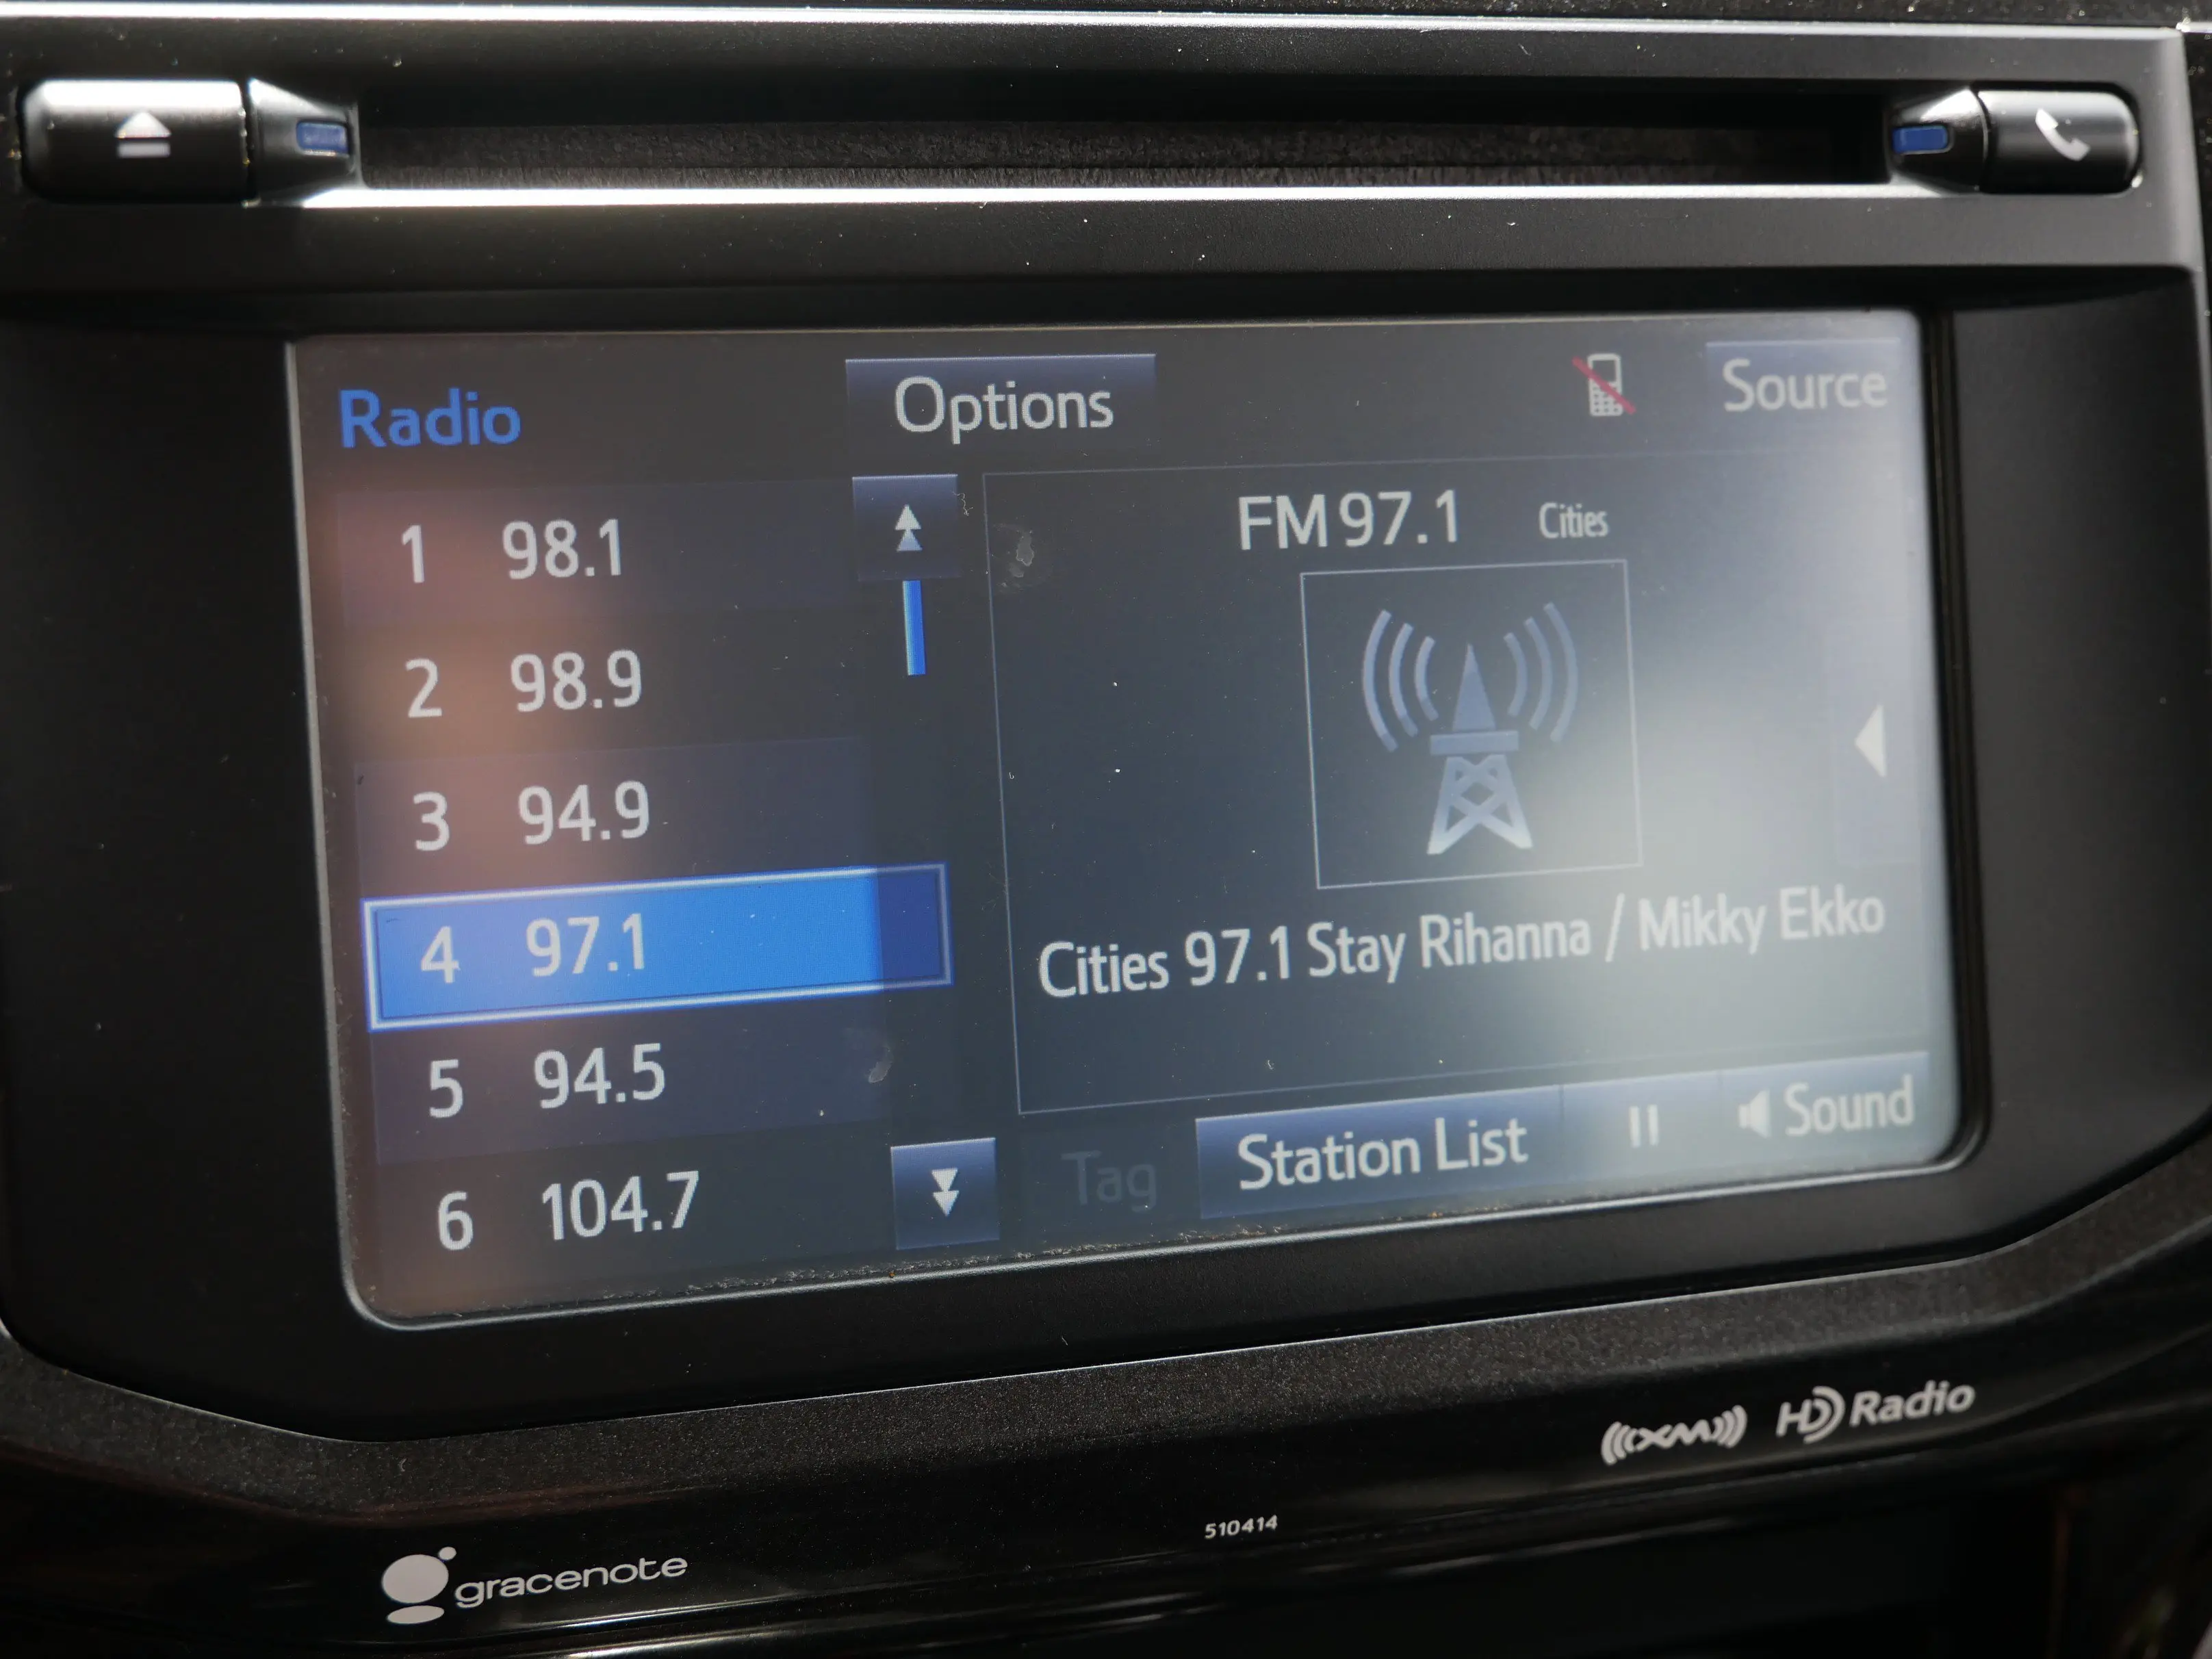 Radio
Options
Source
1 98.1
2 98.9
3 94.9
4 97.1
5 94.5
6 104.7
FM 97.1 Cities
Cities 97.1 Stay Rihanna / Mikky Ekko
Tag
Station List
Sound
XM
HD Radio
510414
gracenote